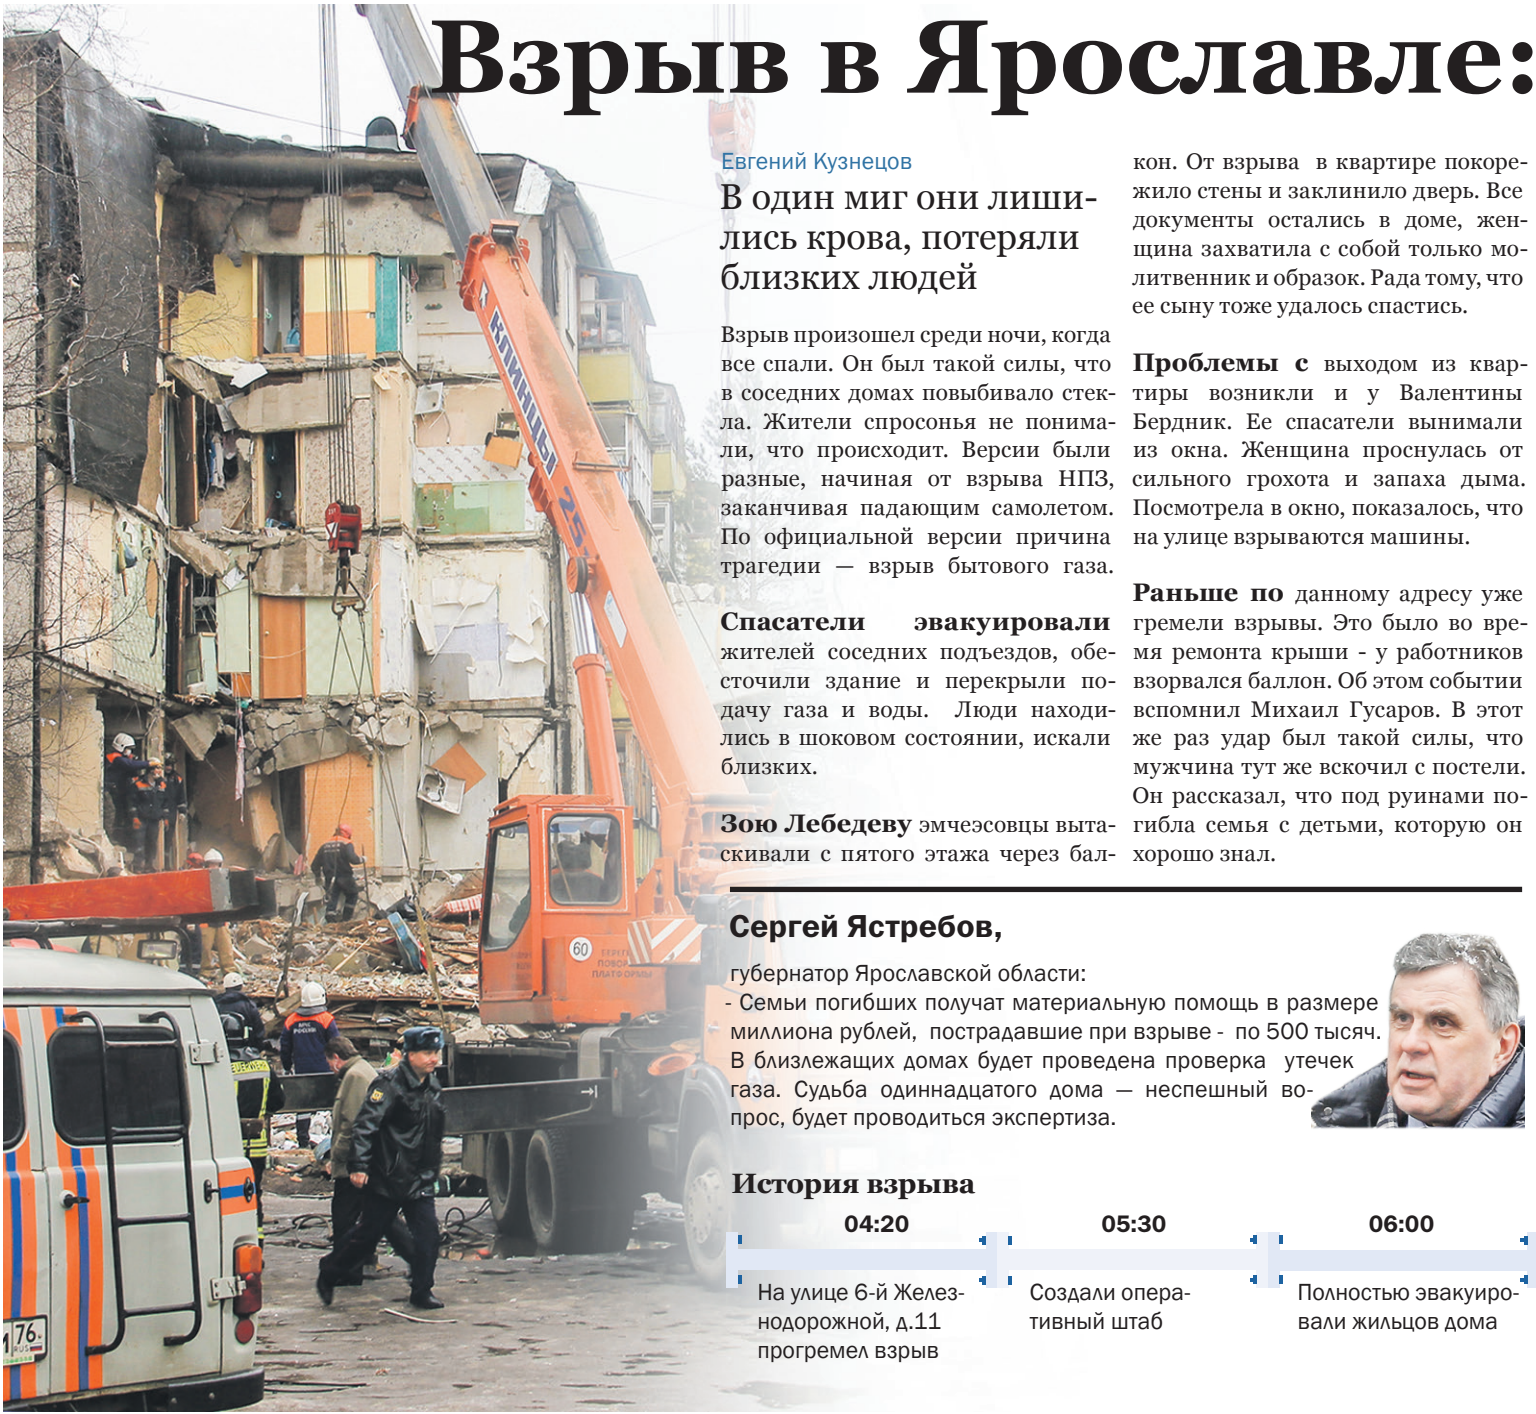 Взрыв в Ярославле:
Евгений Кузнецов
В один миг они лиши-
лись крова, потеряли
близких людей
Взрыв произошел среди ночи, когда
все спали. Он был такой силы, что
в соседних домах повыбивало стек-
ла. Жители спросонья не понима-
ли, что происходит. Версии были
разные, начиная от взрыва НПЗ,
заканчивая падающим самолетом.
По официальной версии причина
трагедии — взрыв бытового газа.
Спасатели эвакуировали
жителей соседних подъездов, обе-
сточили здание и перекрыли по-
дачу газа и воды. Люди находи-
лись в шоковом состоянии, искали
близких.
Зою Лебедеву эмчеэсовцы выта-
скивали с пятого этажа через бал-
кон. От взрыва в квартире покоре-
жило стены и заклинило дверь. Все
документы остались в доме, жен-
щина захватила с собой только мо-
литвенник и образок. Рада тому, что
ее сыну тоже удалось спастись.
Проблемы с выходом из квар-
тиры возникли и у Валентины
Бердник. Ее спасатели вынимали
из окна. Женщина проснулась от
сильного грохота и запаха дыма.
Посмотрела в окно, показалось, что
на улице взрываются машины.
Раньше по данному адресу уже
гремели взрывы. Это было во вре-
мя ремонта крыши - у работников
взорвался баллон. Об этом событии
вспомнил Михаил Гусаров. В этот
же раз удар был такой силы, что
мужчина тут же вскочил с постели.
Он рассказал, что под руинами по-
гибла семья с детьми, которую он
хорошо знал.
Сергей Ястребов,
губернатор Ярославской области:
- Семьи погибших получат материальную помощь в размере
миллиона рублей, пострадавшие при взрыве - по 500 тысяч.
В близлежащих домах будет проведена проверка утечек
газа. Судьба одиннадцатого дома — неспешный во-
прос, будет проводиться экспертиза.
История взрыва
04:20
На улице 6-й Желез-
нодорожной, д.11
прогремел взрыв
05:30
Создали опера-
тивный штаб
06:00
Полностью эвакуиро-
вали жильцов дома
КЛИНЦЫ
60
ПЛАТФОРМЫ
76
RUS